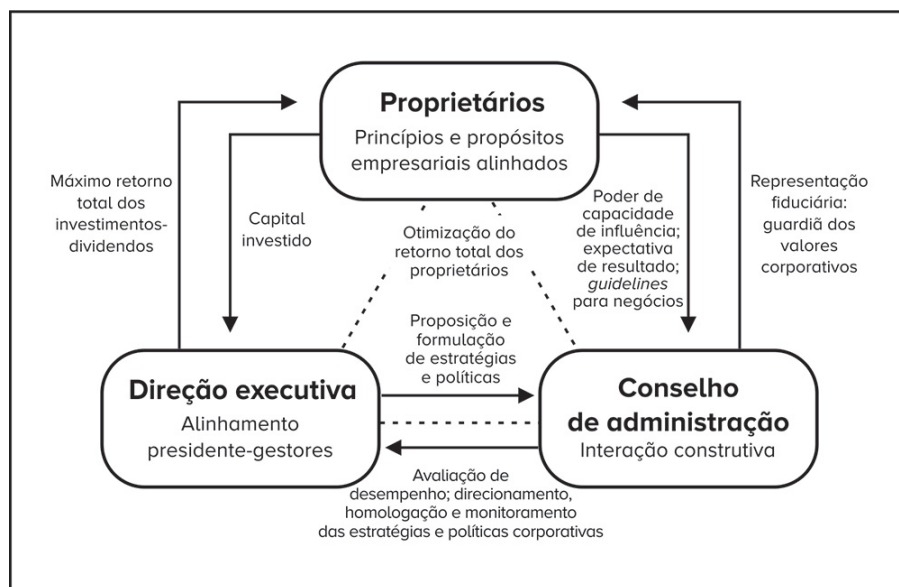 Proprietários
Princípios e propósitos
empresariais alinhados
Máximo retorno
total dos
investimentos-
dividendos
Capital
investido
Otimização do
retorno total dos
proprietários
Poder de
capacidade
de influência;
expectativa
de resultado;
guidelines
para negócios
Representação
fiduciária:
guardiã dos
valores
corporativos
Proposição e
formulação
de estratégias
e políticas
Direção executiva
Alinhamento
presidente-gestores
Conselho
de administração
Interação construtiva
Avaliação de
desempenho; direcionamento,
homologação e monitoramento
das estratégias e políticas corporativas